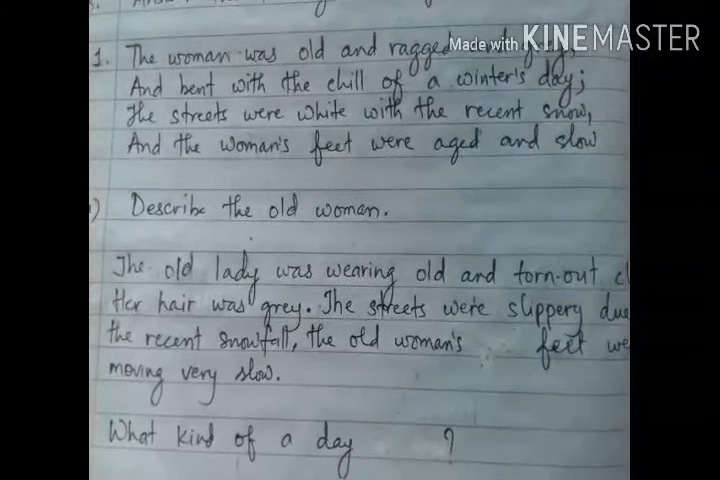 Made with KINEMASTER
1. The woman was old and ragged
And bent with the chill of a winter's day;
The streets were white with the recent snow,
And the woman's feet were aged and slow
) Describe the old woman.
The old lady was wearing old and torn-out
Her hair was grey. The streets were slippery due
the recent snowfall, the old woman's feet we
moving very slow.
What kind of a day ?